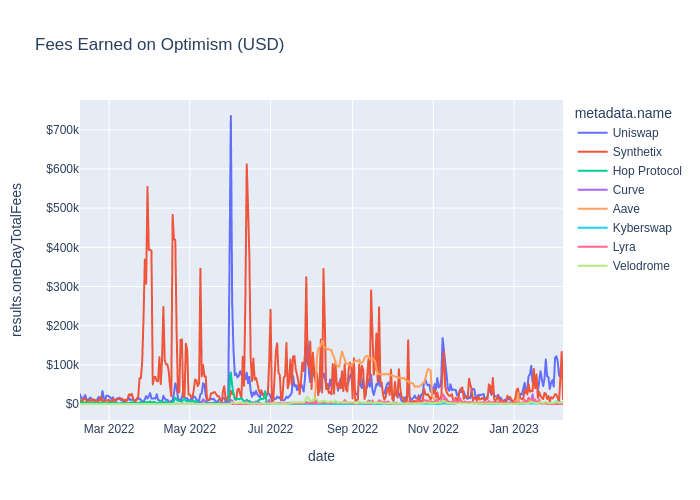 Fees Earned on Optimism (USD)
metadata.name
Uniswap
Synthetix
Hop Protocol
Curve
Aave
Kyberswap
Lyra
Velodrome
results.oneDayTotalFees
$700k
$600k
$500k
$400k
$300k
$200k
$100k
$0
Mar 2022 May 2022 Jul 2022 Sep 2022 Nov 2022 Jan 2023
date